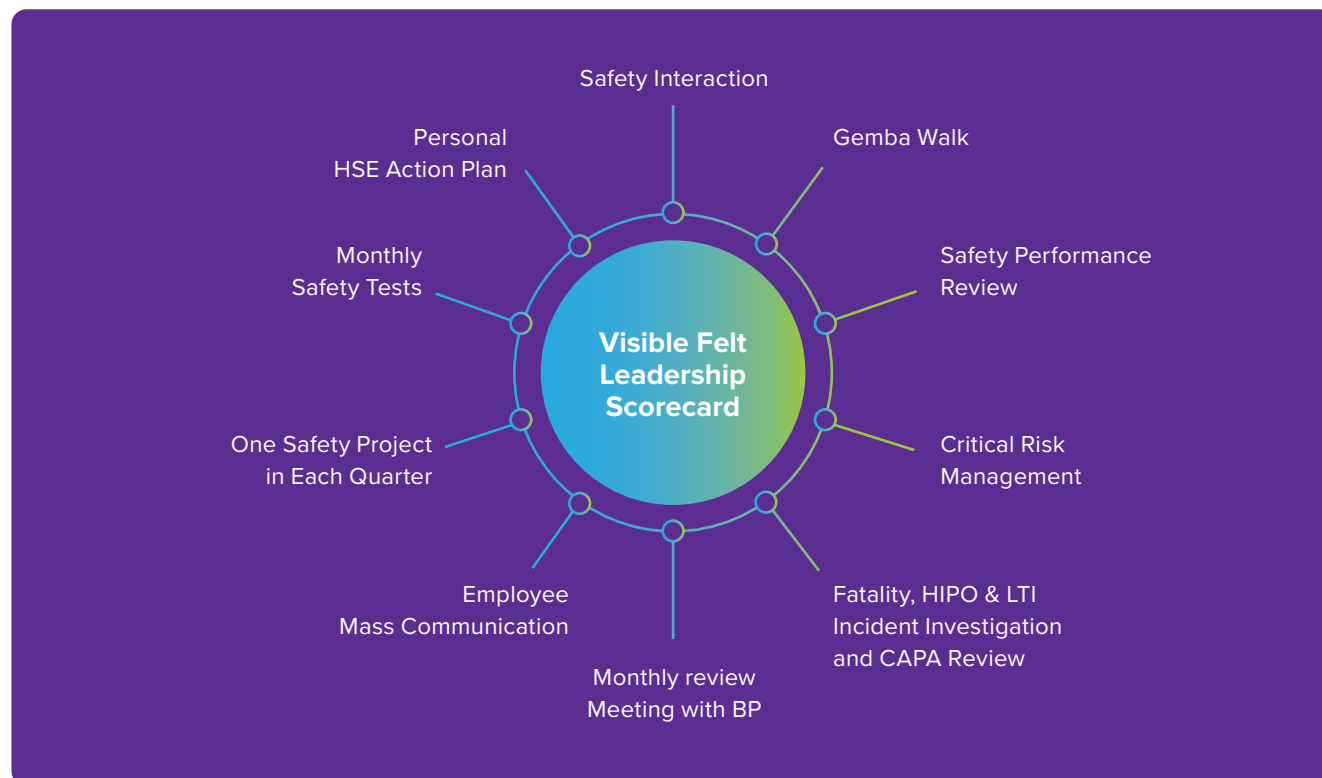 Safety Interaction
Gemba Walk
Safety Performance
Review
Critical Risk
Management
Fatality, HIPO & LTI
Incident Investigation
and CAPA Review
Monthly review
Meeting with BP
Employee
Mass Communication
One Safety Project
in Each Quarter
Monthly
Safety Tests
Personal
HSE Action Plan
Visible Felt
Leadership
Scorecard